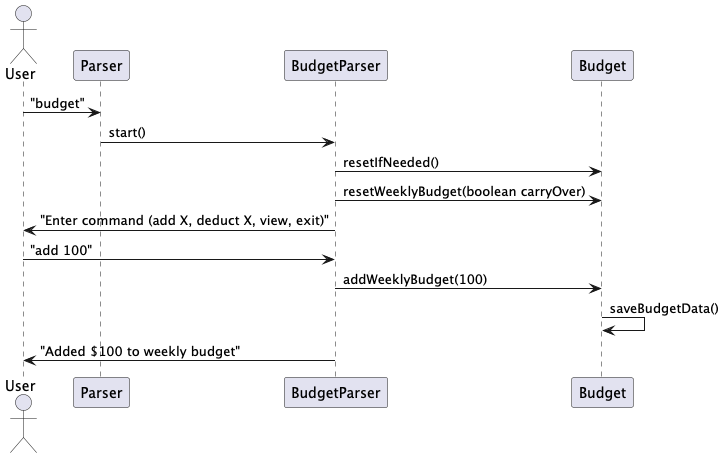 User
Parser
BudgetParser
Budget
"budget"
start()
resetIfNeeded()
resetWeeklyBudget(boolean carryOver)
"Enter command (add X, deduct X, view, exit)"
"add 100"
addWeeklyBudget(100)
saveBudgetData()
"Added $100 to weekly budget"
User
Parser
BudgetParser
Budget